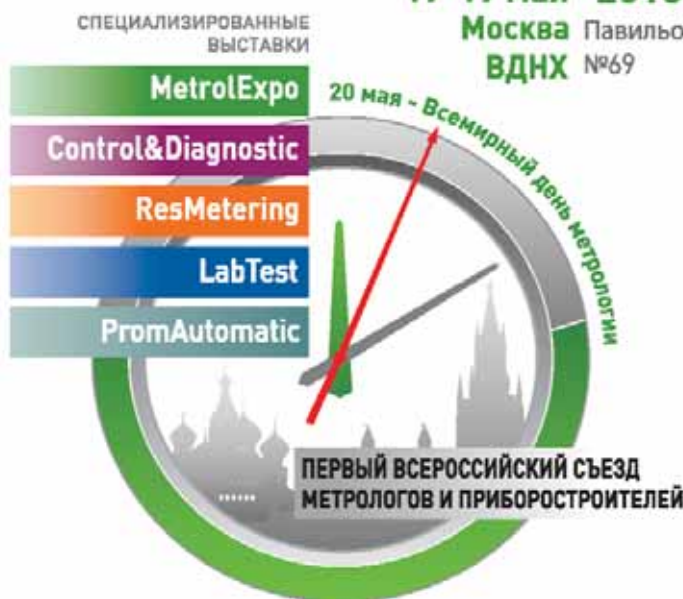 СПЕЦИАЛИЗИРОВАННЫЕ
ВЫСТАВКИ
Москва Павильо
ВДНХ №69
MetrolExpo
Control&Diagnostic
ResMetering
LabTest
PromAutomatic
20 мая - Всемирный день метрологии
ПЕРВЫЙ ВСЕРОССИЙСКИЙ СЪЕЗД
МЕТРОЛОГОВ И ПРИБОРОСТРОИТЕЛЕЙ